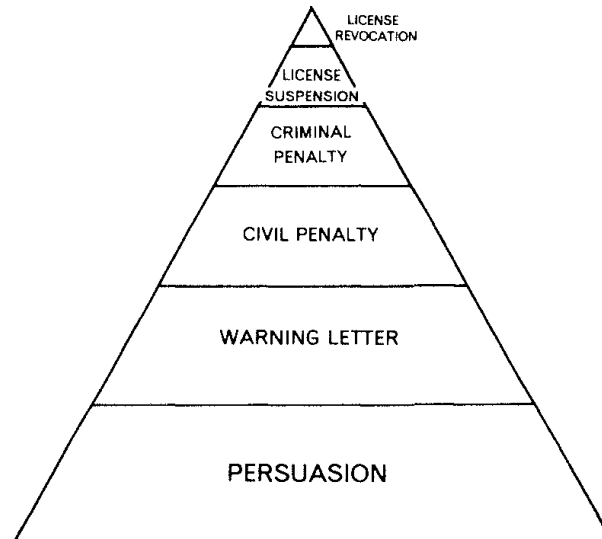 LICENSE
REVOCATION
LICENSE
SUSPENSION
CRIMINAL
PENALTY
CIVIL PENALTY
WARNING LETTER
PERSUASION